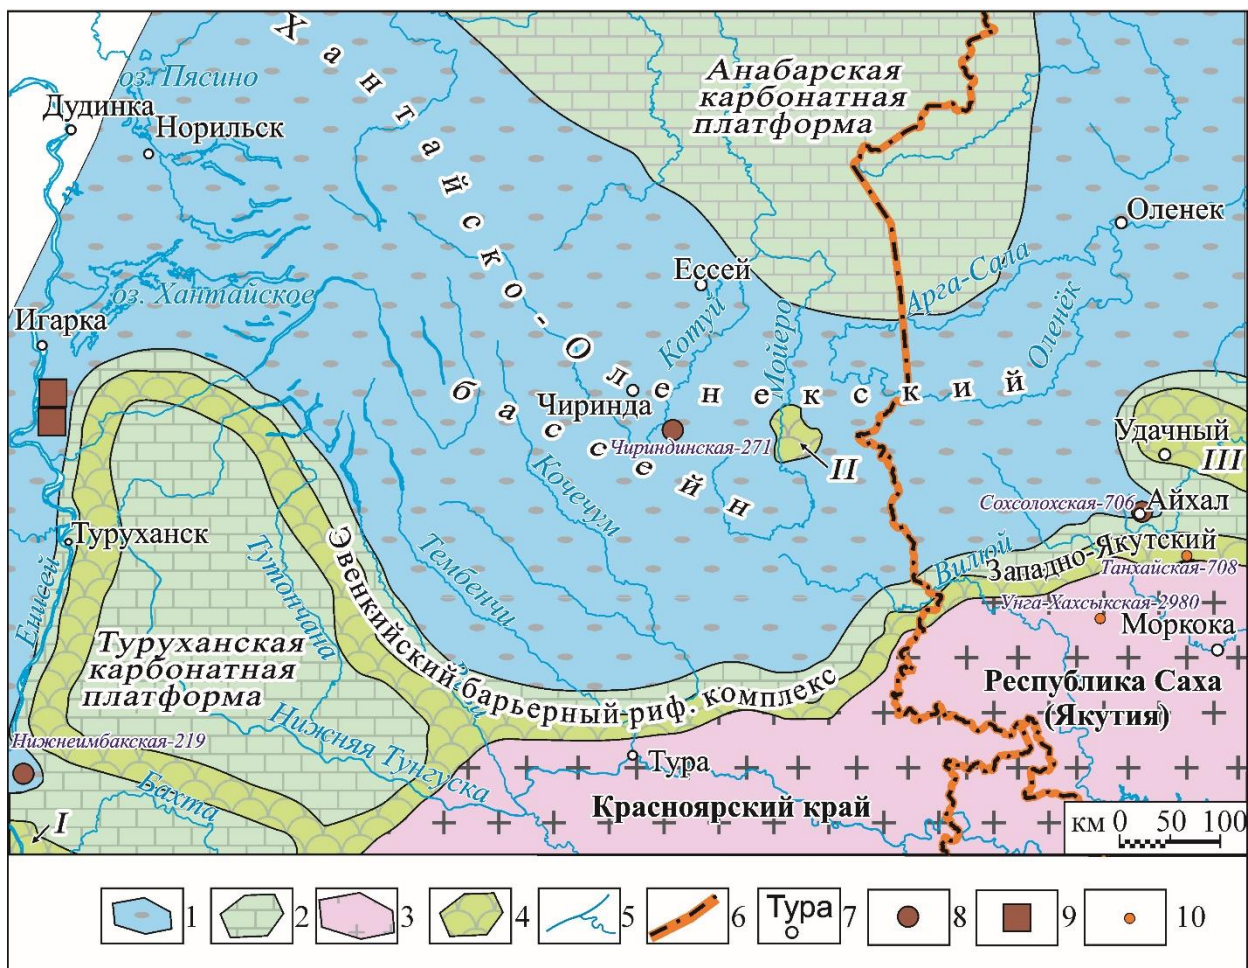 Хантайско-Оленекский
бассейн
оз. Пясино
Дудинка
Норильск
Анабарская
карбонатная
платформа
Оленек
Ессей
Арга-Сала
оз. Хантайское
Котуй
Мойеро
Оленёк
Игарка
Чиринда
Чириндинская-271
II
Удачный
III
Сохсолохская-706
Айхал
Кочечум
Туруханск
Тутончана
Эвенкийский барьерный риф. комплекс
Тембенчи
Вилюй
Западно-Якутский
Танхайская-708
Унга-Хахсыкская-2980
Моркока
Енисей
Туруханская
карбонатная
платформа
Республика Саха
(Якутия)
Нижняя Тунгуска
Нижнеимбакская-219
Тура
Бахта
Красноярский край
I
км 0 50 100
1 2 3 4 5 6 Тура 7 8 9 10